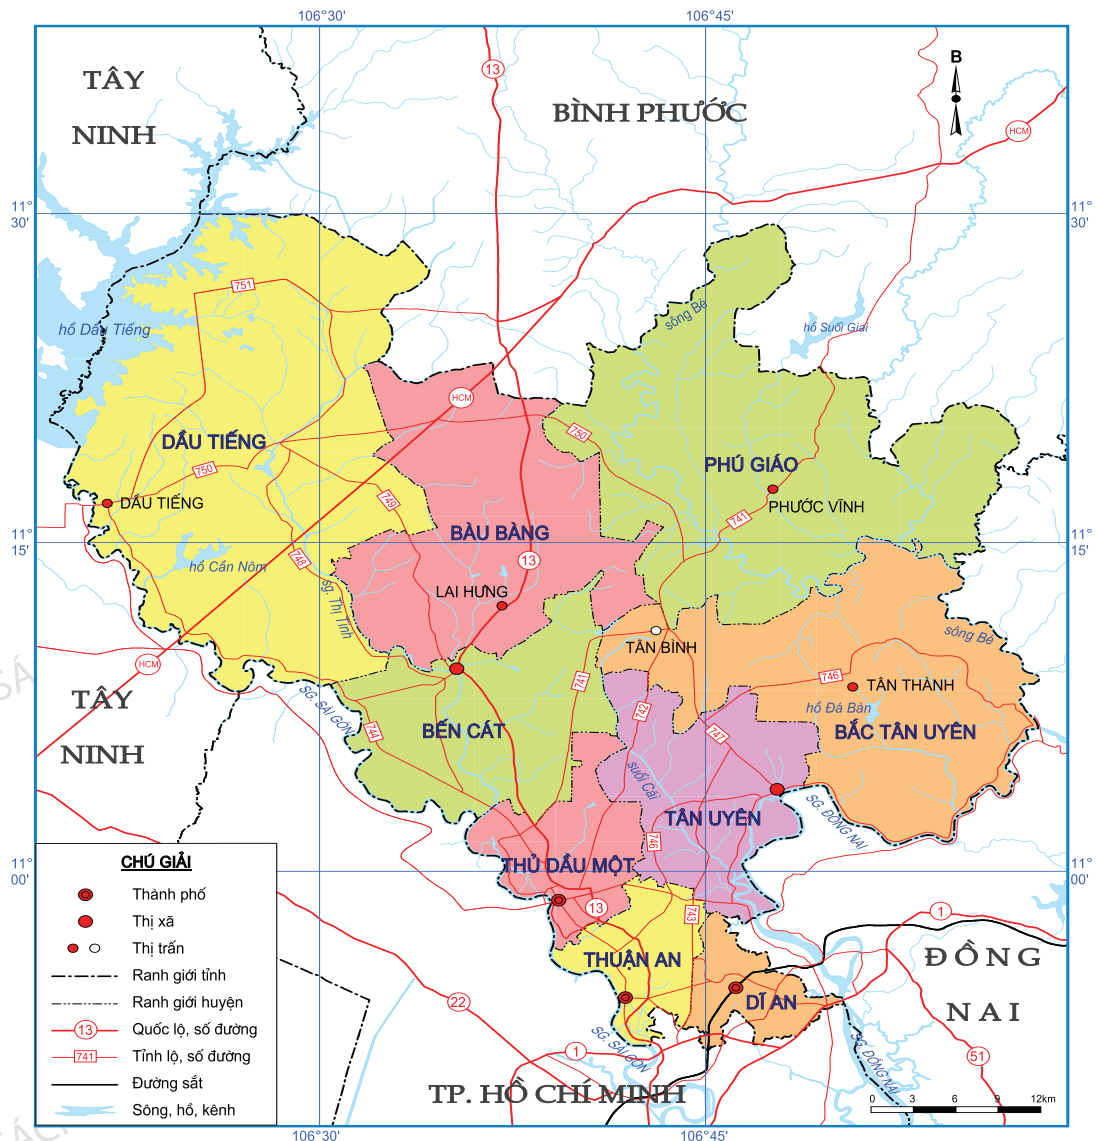 106°30'
106°45'
TÂY
NINH
13
BÌNH PHƯỚC
B
HCM
11°
30'
11°
30'
751
sông Bé
hồ Dầu Tiếng
hồ Suối Giai
HCM
750
DẦU TIẾNG
750
PHÚ GIÁO
749
DẦU TIẾNG
PHƯỚC VĨNH
741
BÀU BÀNG
11°
15'
11°
15'
748
13
hồ Cần Nôm
LAI HƯNG
sg. Thị Tính
TÂN BÌNH
sông Bé
HCM
741
746
TÂN THÀNH
TÂY
NINH
SG. SÀI GÒN
742
hồ Đá Bàn
744
BẾN CÁT
747
BẮC TÂN UYÊN
suối Cái
SG. ĐỒNG NAI
TÂN UYÊN
746
THỦ DẦU MỘT
11°
00'
11°
00'
CHÚ GIẢI
Thành phố
Thị xã
Thị trấn
Ranh giới tỉnh
Ranh giới huyện
13
Quốc lộ, số đường
741
Tỉnh lộ, số đường
Đường sắt
Sông, hồ, kênh
13
743
1
THUẬN AN
ĐỒNG
NAI
DĨ AN
22
SG. SÀI GÒN
1
SG. ĐỒNG NAI
51
TP. HỒ CHÍ MINH
0 3 6 9 12km
106°30'
106°45'